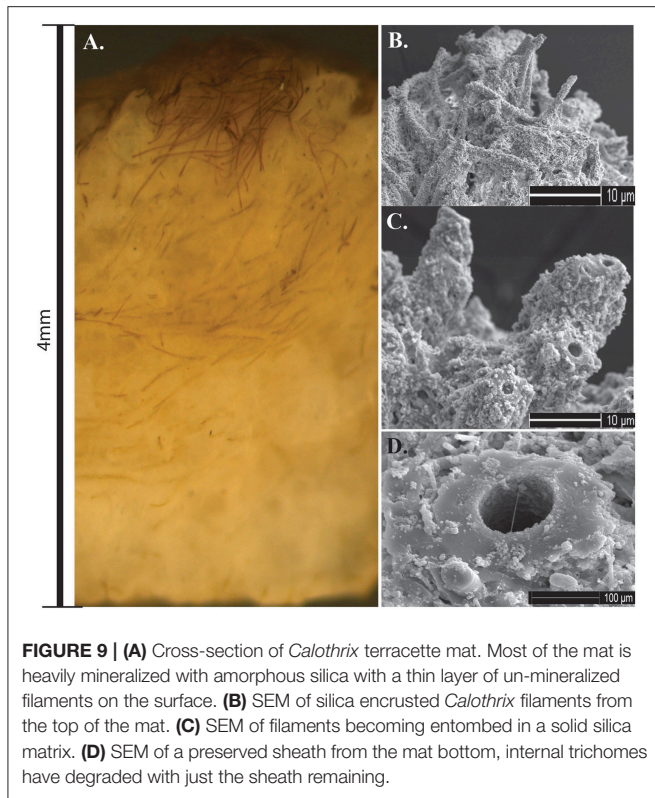 A.
B.
10 µm
C.
10 µm
D.
100 µm
4mm
FIGURE 9 | (A) Cross-section of Calothrix terracette mat. Most of the mat is
heavily mineralized with amorphous silica with a thin layer of un-mineralized
filaments on the surface. (B) SEM of silica encrusted Calothrix filaments from
the top of the mat. (C) SEM of filaments becoming entombed in a solid silica
matrix. (D) SEM of a preserved sheath from the mat bottom, internal trichomes
have degraded with just the sheath remaining.